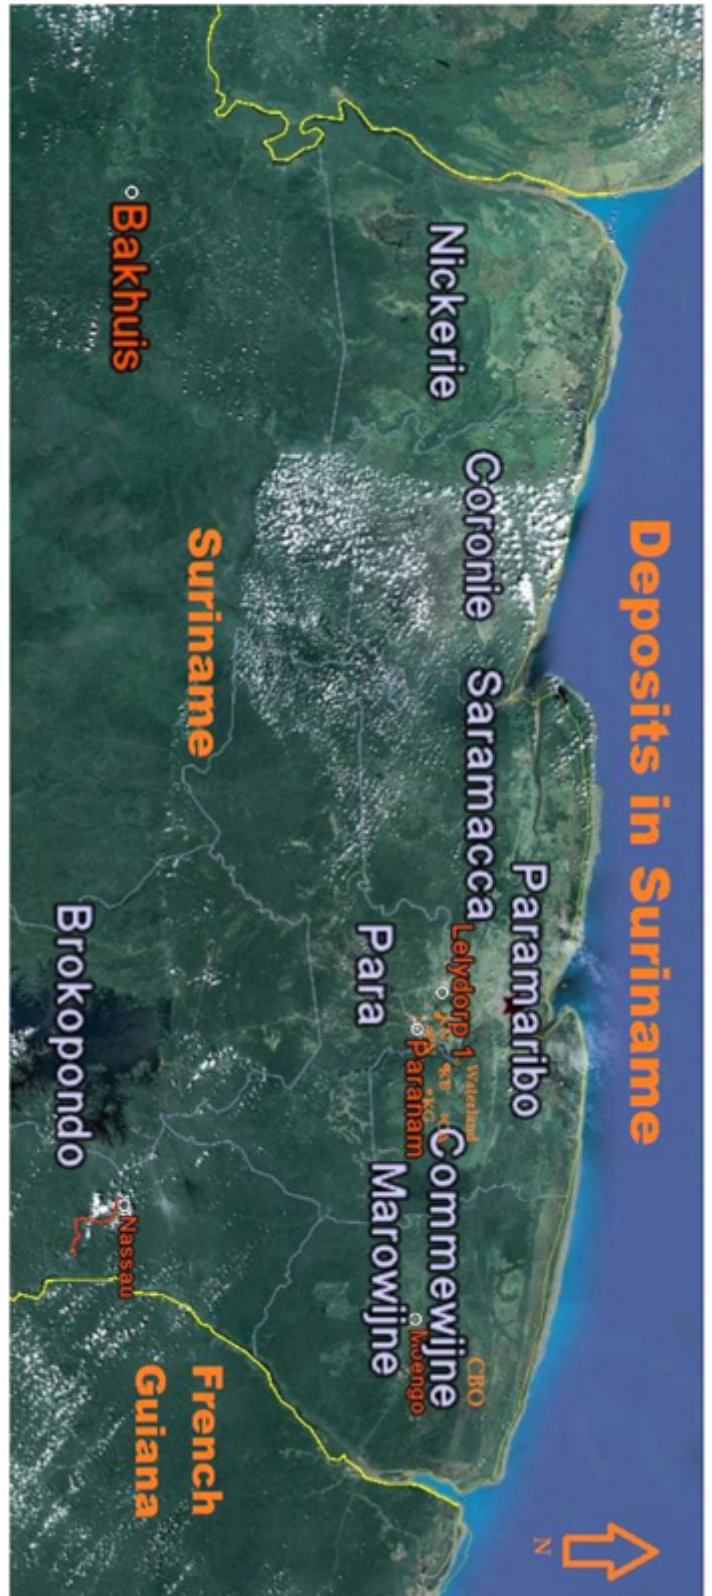 Deposits in Suriname
N
Nickerie
Coronie
Saramacca
Paramaribo
Lelydorp 1
Waterland
Para
Paranam
Commewijne
Marowijne
CBO
Moengo
Bakhuis
Suriname
Brokopondo
Nassau
French
Guiana